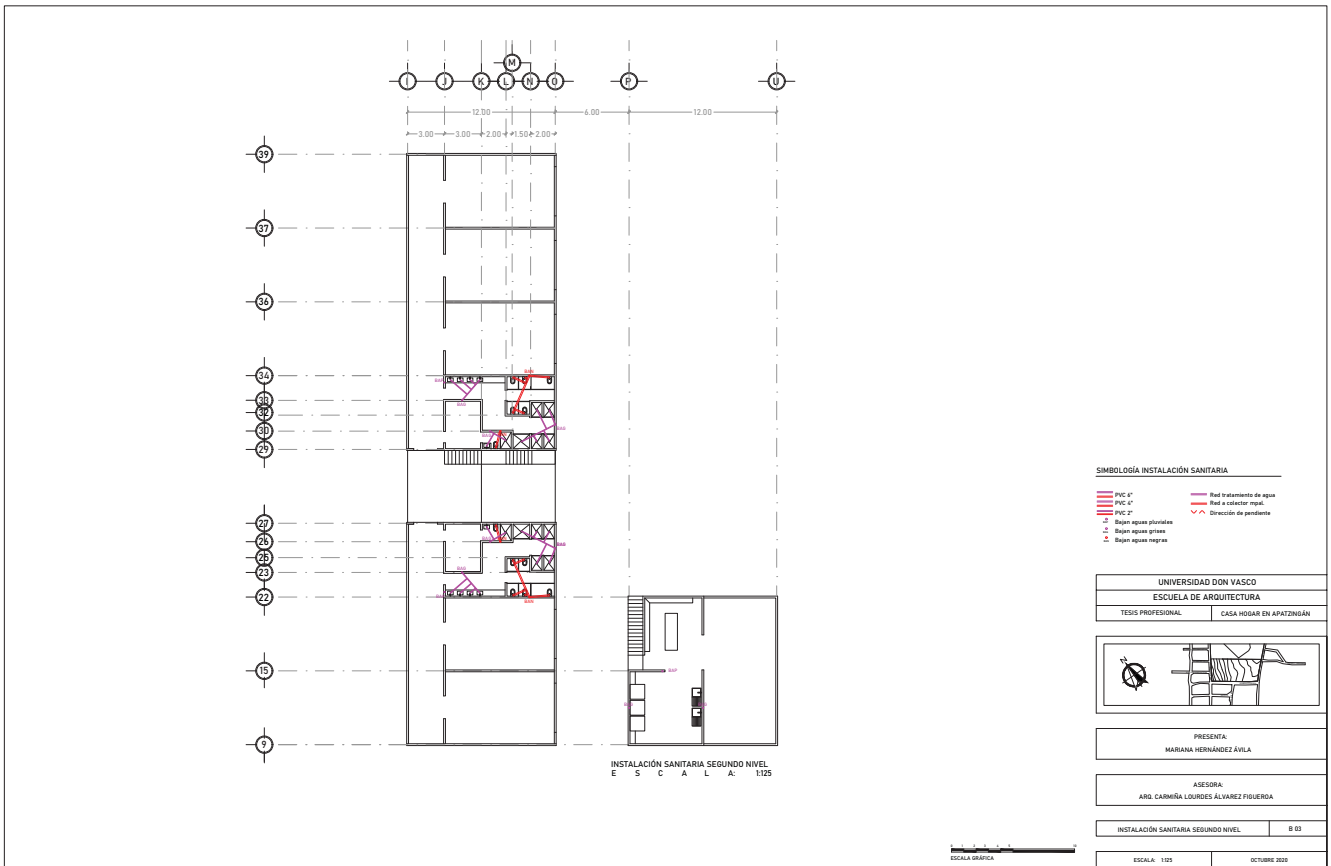 M
I J K L N O P U
12.00 6.00 12.00
3.00 3.00 2.00 1.50 2.00
39
37
36
34
33
32
30
29
27
26
25
23
22
15
9
BAN
BAP
BAG
BAG
BAG
BAG
BAG
BAG
BAN
BAP
BAG
INSTALACIÓN SANITARIA SEGUNDO NIVEL
E S C A L A: 1:125
SIMBOLOGÍA INSTALACIÓN SANITARIA
PVC 6" Red tratamiento de agua
PVC 4" Red a colector mpal.
PVC 2" Dirección de pendiente
Bajan aguas pluviales
Bajan aguas grises
Bajan aguas negras
UNIVERSIDAD DON VASCO
ESCUELA DE ARQUITECTURA
TESIS PROFESIONAL CASA HOGAR EN APATZINGÁN
N
PRESENTA:
MARIANA HERNÁNDEZ ÁVILA
ASESORA:
ARQ. CARMIÑA LOURDES ÁLVAREZ FIGUEROA
INSTALACIÓN SANITARIA SEGUNDO NIVEL B 03
ESCALA: 1:125 OCTUBRE 2020
ESCALA GRÁFICA